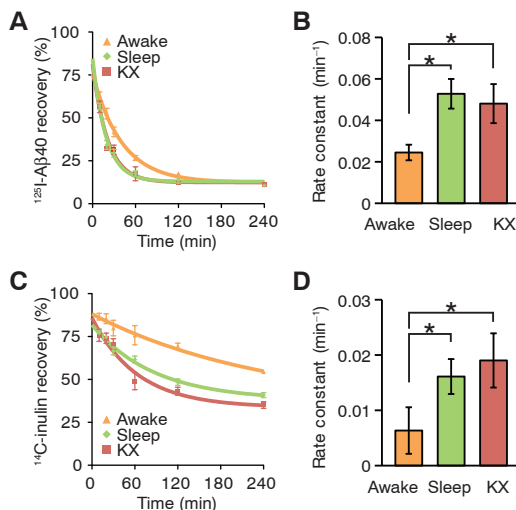 A
Awake
Sleep
KX
¹²⁵I-Aβ40 recovery (%)
100
75
50
25
0
0 60 120 180 240
Time (min)
B
Rate constant (min⁻¹)
0.08
0.06
0.04
0.02
0
* *
Awake Sleep KX
C
¹⁴C-inulin recovery (%)
100
75
50
25
0
Awake
Sleep
KX
0 60 120 180 240
Time (min)
D
Rate constant (min⁻¹)
0.03
0.02
0.01
0
* *
Awake Sleep KX